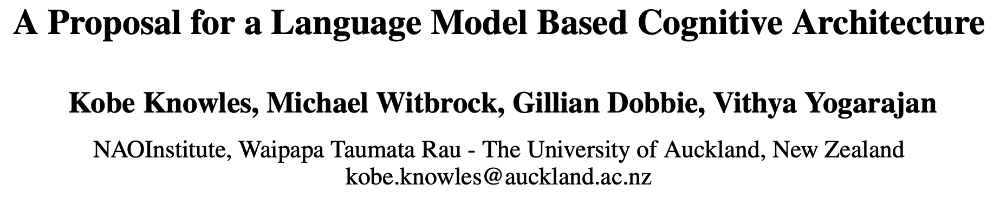 A Proposal for a Language Model Based Cognitive Architecture
Kobe Knowles, Michael Witbrock, Gillian Dobbie, Vithya Yogarajan
NAOInstitute, Waipapa Taumata Rau - The University of Auckland, New Zealand
kobe.knowles@auckland.ac.nz